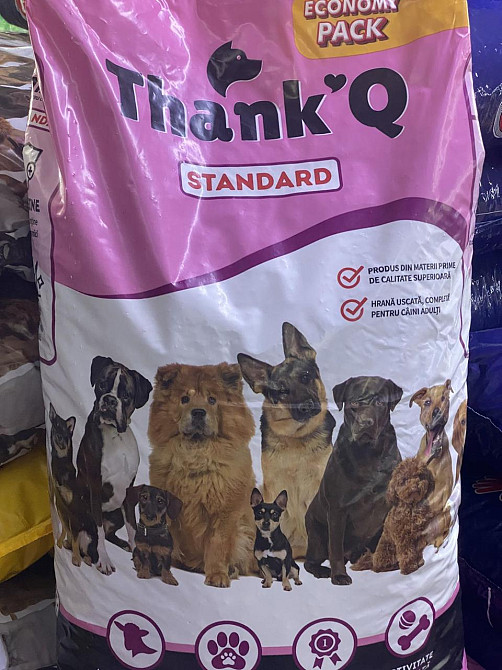 ECONOMY
PACK
Thank'Q
STANDARD
PRODUS DIN MATERII PRIME
DE CALITATE SUPERIOARĂ
HRANĂ USCATĂ, COMPLETĂ
PENTRU CÂINI ADULȚI
I